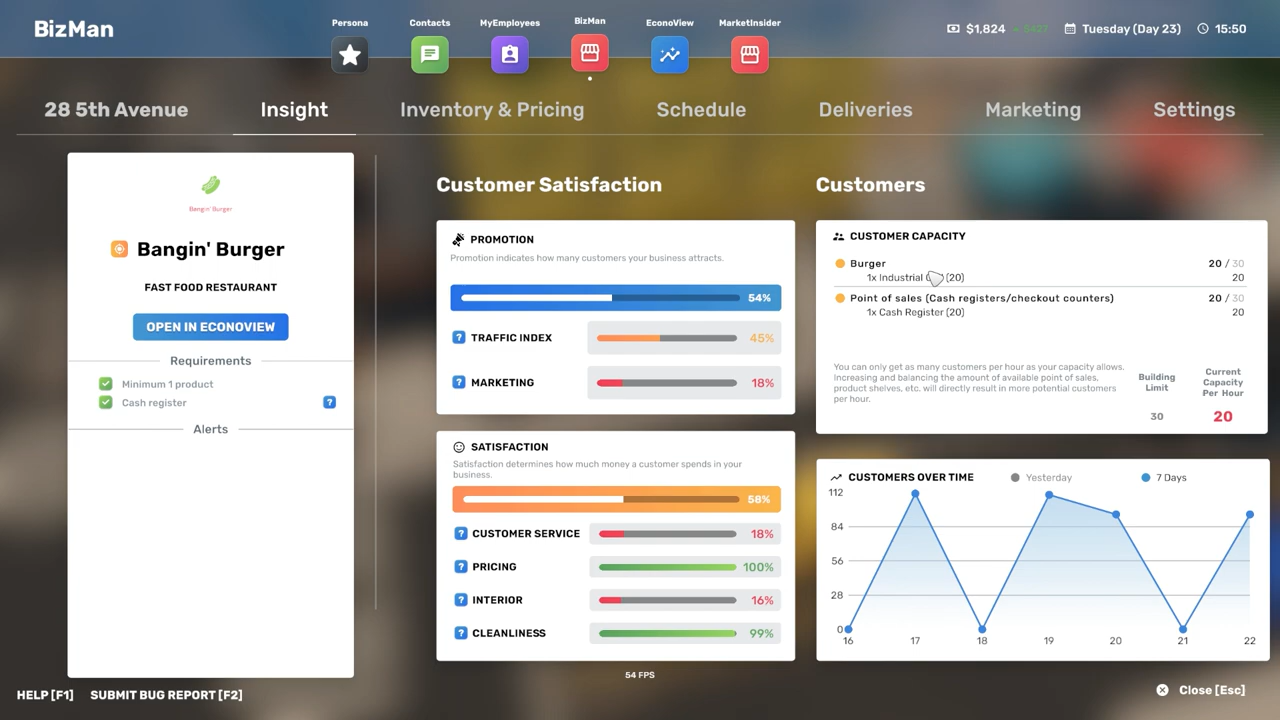 BizMan
Persona
Contacts
MyEmployees
BizMan
EconoView
MarketInsider
$1,824
$427
Tuesday (Day 23)
15:50
28 5th Avenue
Insight
Inventory & Pricing
Schedule
Deliveries
Marketing
Settings
Bangin' Burger
Bangin' Burger
FAST FOOD RESTAURANT
OPEN IN ECONOVIEW
Requirements
Minimum 1 product
Cash register
?
Alerts
Customer Satisfaction
PROMOTION
Promotion indicates how many customers your business attracts.
54%
? TRAFFIC INDEX 45%
? MARKETING 18%
SATISFACTION
Satisfaction determines how much money a customer spends in your
business.
58%
? CUSTOMER SERVICE 18%
? PRICING 100%
? INTERIOR 16%
? CLEANLINESS 99%
Customers
CUSTOMER CAPACITY
Burger 20 / 30
1x Industrial (20) 20
Point of sales (Cash registers/checkout counters) 20 / 30
1x Cash Register (20) 20
You can only get as many customers per hour as your capacity allows.
Increasing and balancing the amount of available point of sales,
product shelves, etc. will directly result in more potential customers
per hour.
Building
Limit
30
Current
Capacity
Per Hour
20
CUSTOMERS OVER TIME
Yesterday
7 Days
112
84
56
28
0
16 17 18 19 20 21 22
54 FPS
HELP [F1]
SUBMIT BUG REPORT [F2]
Close [Esc]